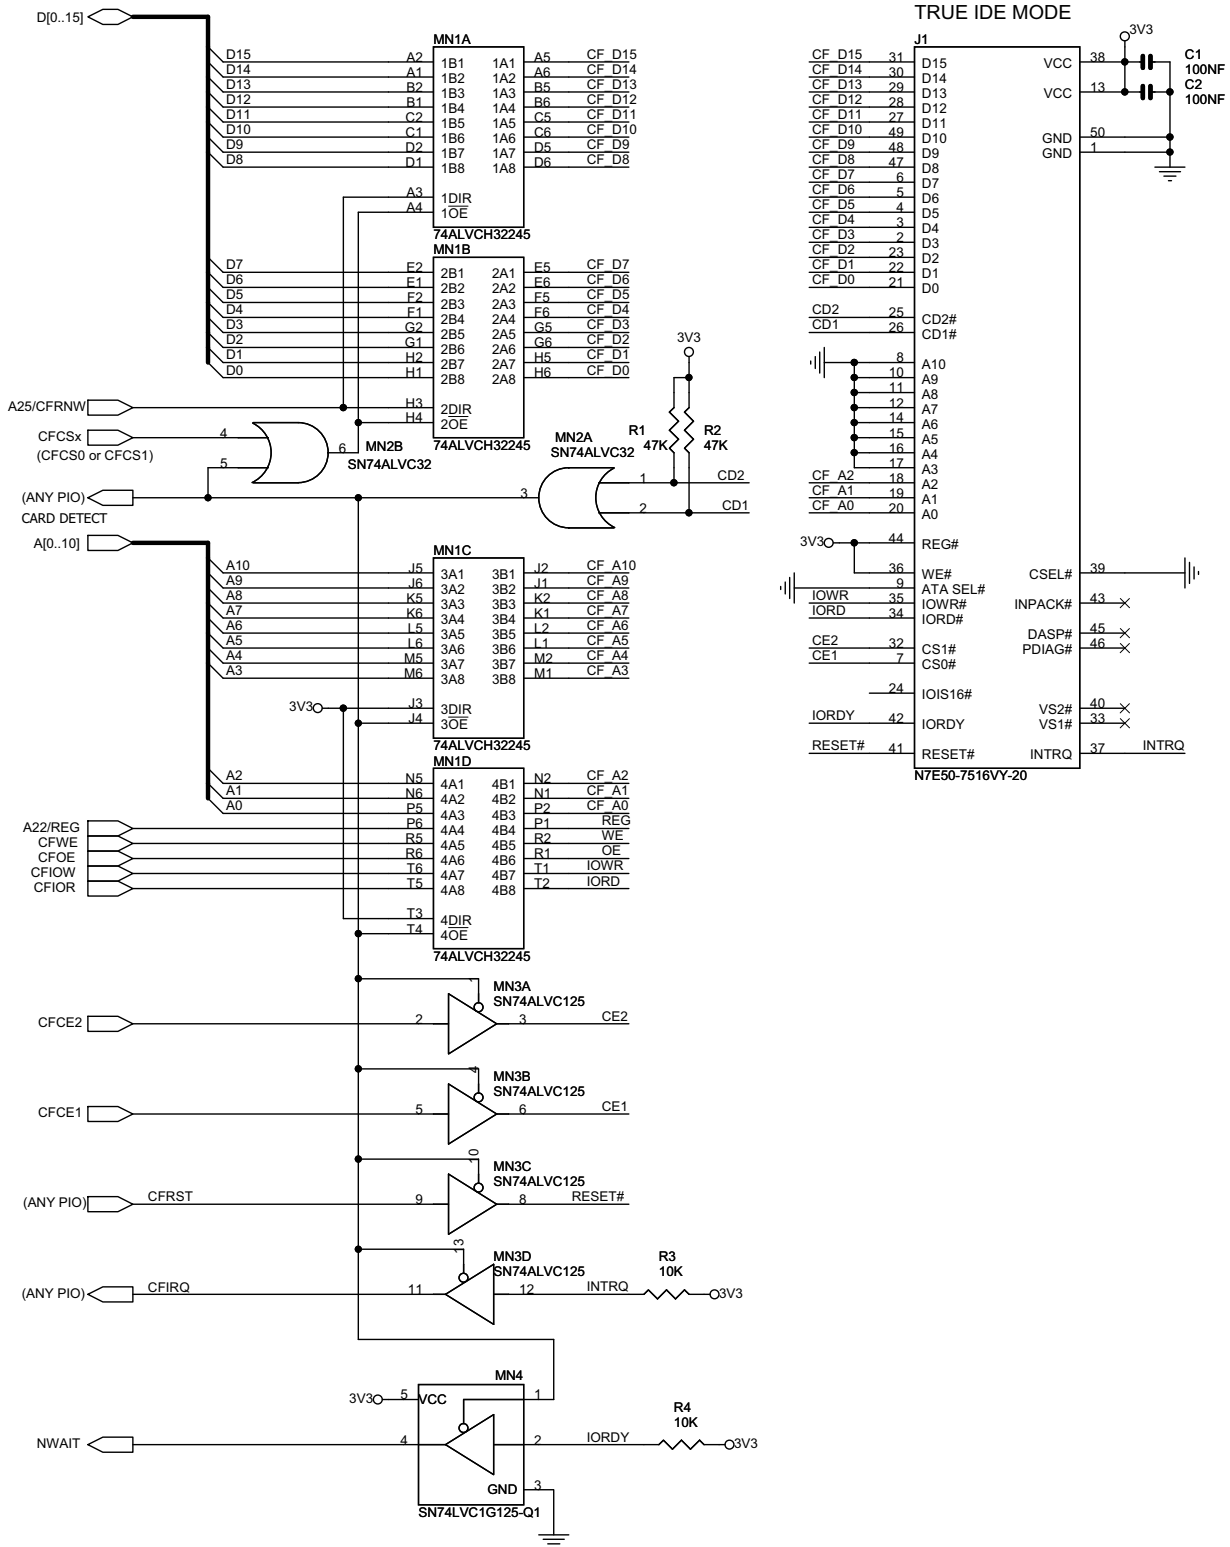 TRUE IDE MODE
D[0..15]
MN1A
D15 A2 1B1 1A1 A5 CF_D15
D14 A1 1B2 1A2 A6 CF_D14
D13 B2 1B3 1A3 B5 CF_D13
D12 B1 1B4 1A4 B6 CF_D12
D11 C2 1B5 1A5 C5 CF_D11
D10 C1 1B6 1A6 C6 CF_D10
D9 D2 1B7 1A7 D5 CF_D9
D8 D1 1B8 1A8 D6 CF_D8
A3 1DIR
A4 1OE
74ALVCH32245
MN1B
D7 E2 2B1 2A1 E5 CF_D7
D6 E1 2B2 2A2 E6 CF_D6
D5 F2 2B3 2A3 F5 CF_D5
D4 F1 2B4 2A4 F6 CF_D4
D3 G2 2B5 2A5 G5 CF_D3
D2 G1 2B6 2A6 G6 CF_D2
D1 H2 2B7 2A7 H5 CF_D1
D0 H1 2B8 2A8 H6 CF_D0
A25/CFRNW H3 2DIR
H4 2OE
74ALVCH32245
CFCSx 4
(CFCS0 or CFCS1)
5
6 MN2B
SN74ALVC32
3V3
R1 47K
R2 47K
MN2A
SN74ALVC32
1 CD2
2 CD1
3
(ANY PIO)
CARD DETECT
A[0..10]
MN1C
A10 J5 3A1 3B1 J2 CF_A10
A9 J6 3A2 3B2 J1 CF_A9
A8 K5 3A3 3B3 K2 CF_A8
A7 K6 3A4 3B4 K1 CF_A7
A6 L5 3A5 3B5 L2 CF_A6
A5 L6 3A6 3B6 L1 CF_A5
A4 M5 3A7 3B7 M2 CF_A4
A3 M6 3A8 3B8 M1 CF_A3
3V3 J3 3DIR
J4 3OE
74ALVCH32245
MN1D
A2 N5 4A1 4B1 N2 CF_A2
A1 N6 4A2 4B2 N1 CF_A1
A0 P5 4A3 4B3 P2 CF_A0
A22/REG P6 4A4 4B4 P1 REG
CFWE R5 4A5 4B5 R2 WE
CFOE R6 4A6 4B6 R1 OE
CFIOW T6 4A7 4B7 T1 IOWR
CFIOR T5 4A8 4B8 T2 IORD
T3 4DIR
T4 4OE
74ALVCH32245
1 MN3A
SN74ALVC125
CFCE2 2 3 CE2
4 MN3B
SN74ALVC125
CFCE1 5 6 CE1
10 MN3C
SN74ALVC125
(ANY PIO) CFRST 9 8 RESET#
13 MN3D
SN74ALVC125
R3
10K
(ANY PIO) CFIRQ 11 12 INTRQ 3V3
MN4
3V3 5 VCC 1
R4
10K
NWAIT 4 2 IORDY 3V3
GND 3
SN74LVC1G125-Q1
J1
3V3
CF_D15 31 D15 VCC 38
C1
100NF
CF_D14 30 D14
CF_D13 29 D13 VCC 13
C2
100NF
CF_D12 28 D12
CF_D11 27 D11
CF_D10 49 D10 GND 50
CF_D9 48 D9 GND 1
CF_D8 47 D8
CF_D7 6 D7
CF_D6 5 D6
CF_D5 4 D5
CF_D4 3 D4
CF_D3 2 D3
CF_D2 23 D2
CF_D1 22 D1
CF_D0 21 D0
CD2 25 CD2#
CD1 26 CD1#
8 A10
10 A9
11 A8
12 A7
14 A6
15 A5
16 A4
17 A3
CF_A2 18 A2
CF_A1 19 A1
CF_A0 20 A0
3V3 44 REG#
36 WE# CSEL# 39
9 ATA SEL#
IOWR 35 IOWR# INPACK# 43
IORD 34 IORD#
DASP# 45
CE2 32 CS1# PDIAG# 46
CE1 7 CS0#
24 IOIS16#
VS2# 40
IORDY 42 IORDY VS1# 33
RESET# 41 RESET# INTRQ 37 INTRQ
N7E50-7516VY-20